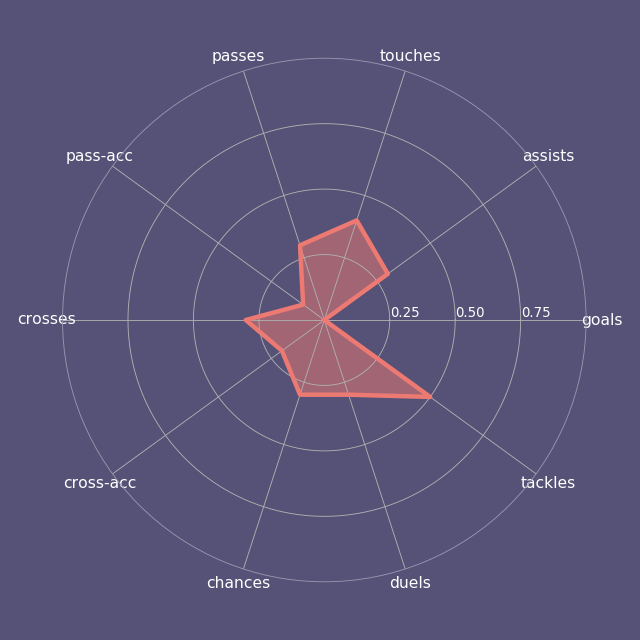 passes
touches
pass-acc
assists
0.25
0.50
0.75
crosses
goals
cross-acc
tackles
chances
duels